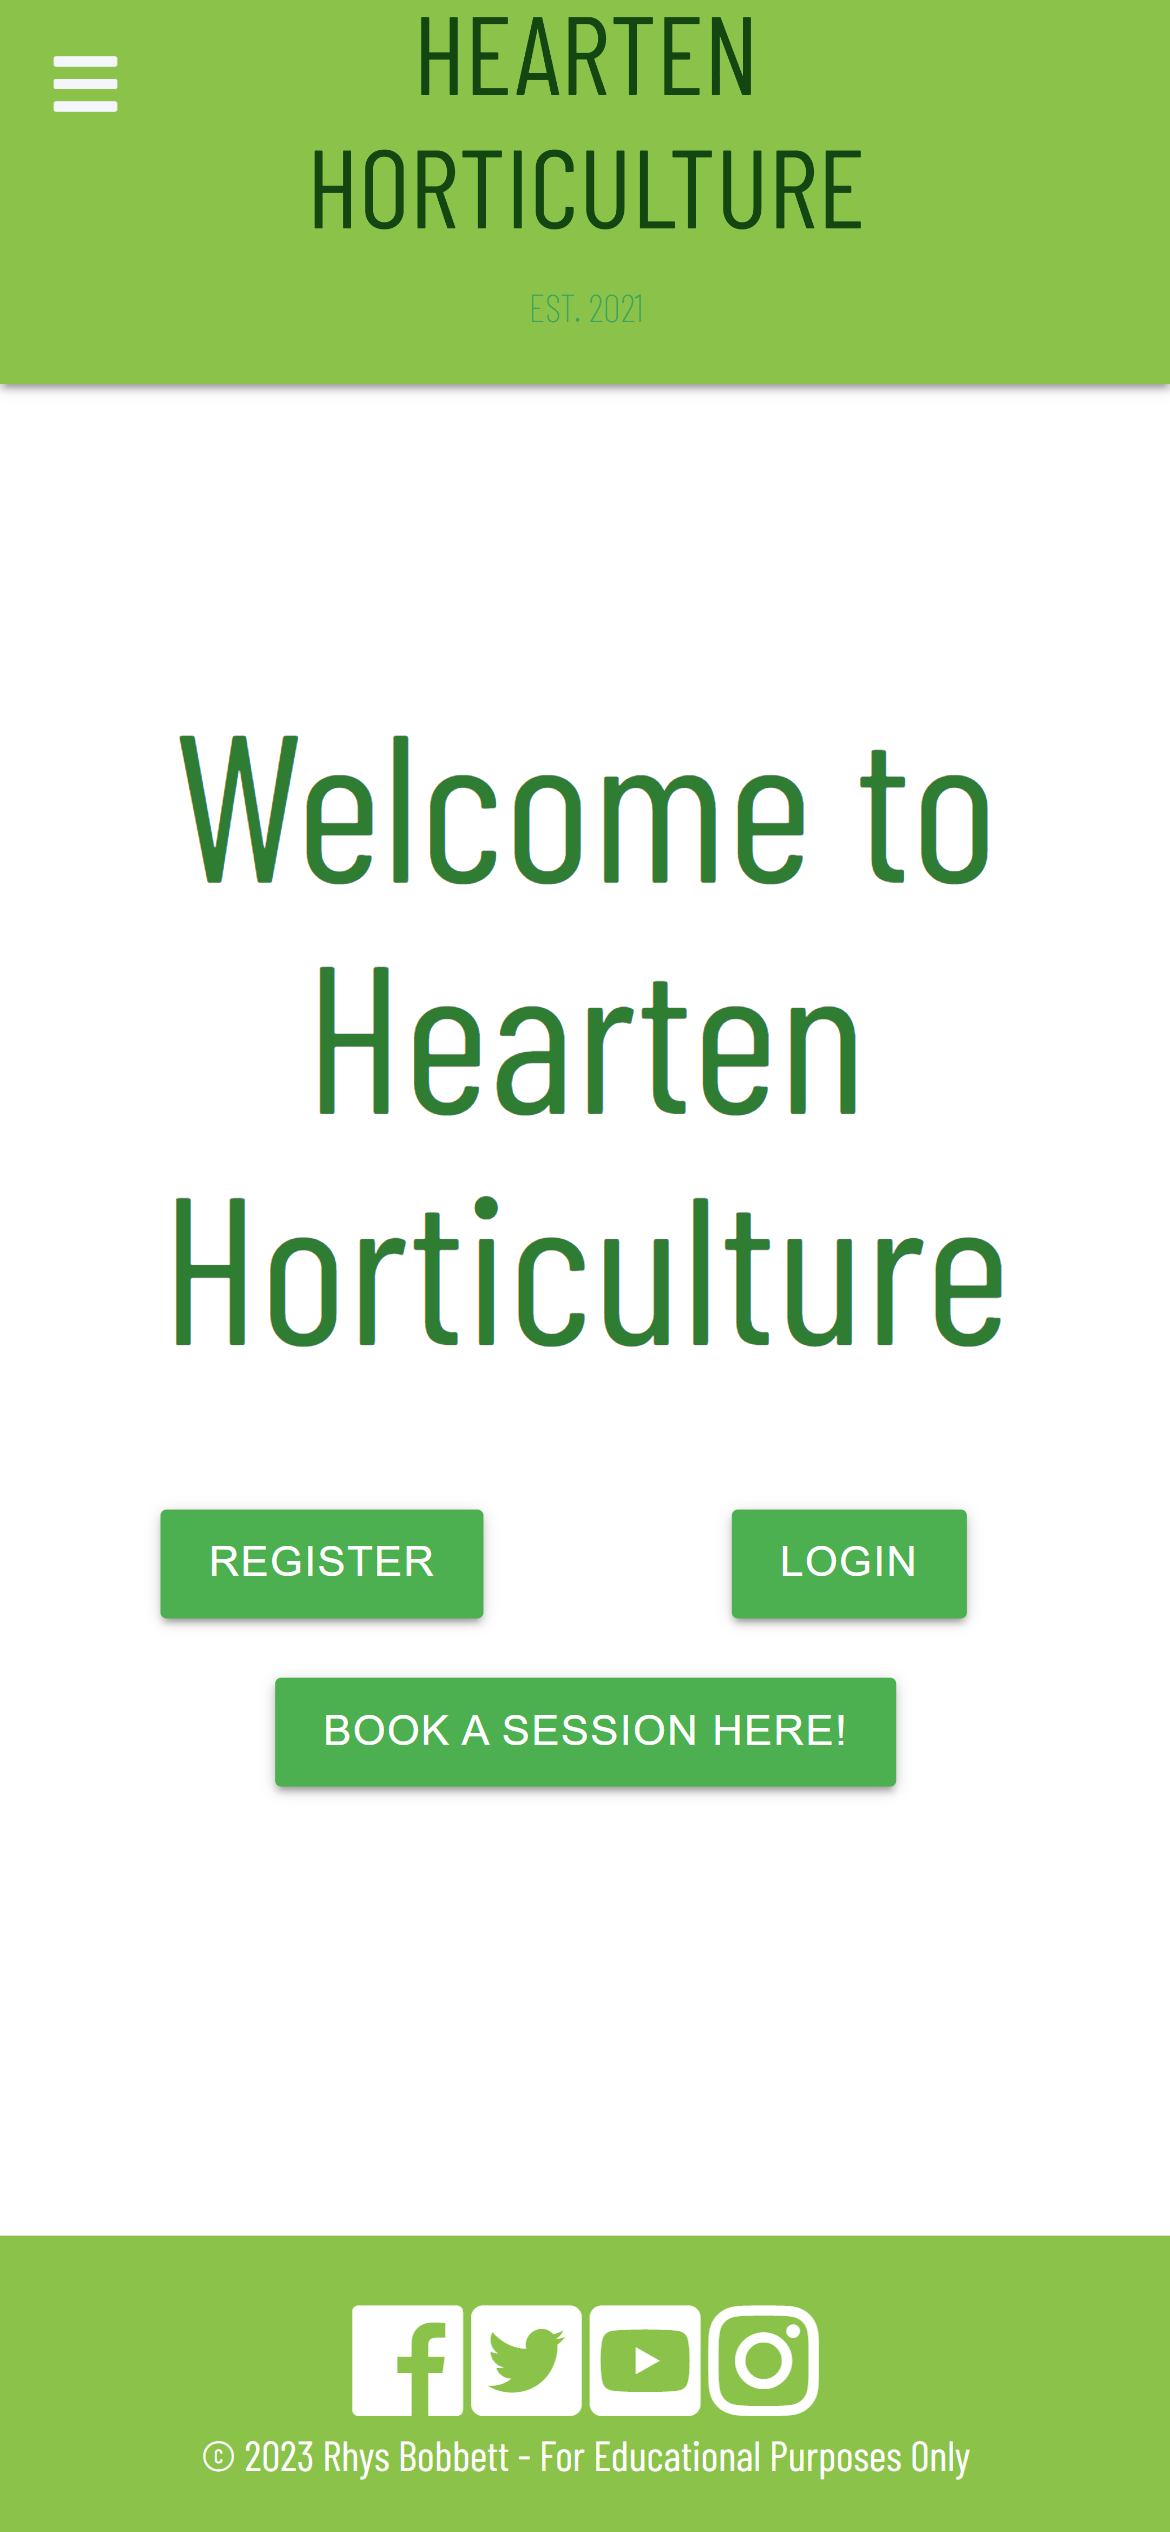 HEARTEN
HORTICULTURE
EST. 2021
Welcome to
Hearten
Horticulture
REGISTER
LOGIN
BOOK A SESSION HERE!
© 2023 Rhys Bobbett - For Educational Purposes Only